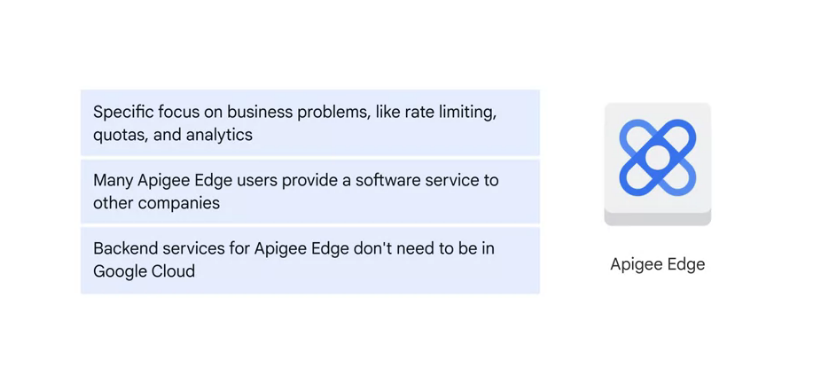 Specific focus on business problems, like rate limiting,
quotas, and analytics
Many Apigee Edge users provide a software service to
other companies
Backend services for Apigee Edge don't need to be in
Google Cloud
Apigee Edge